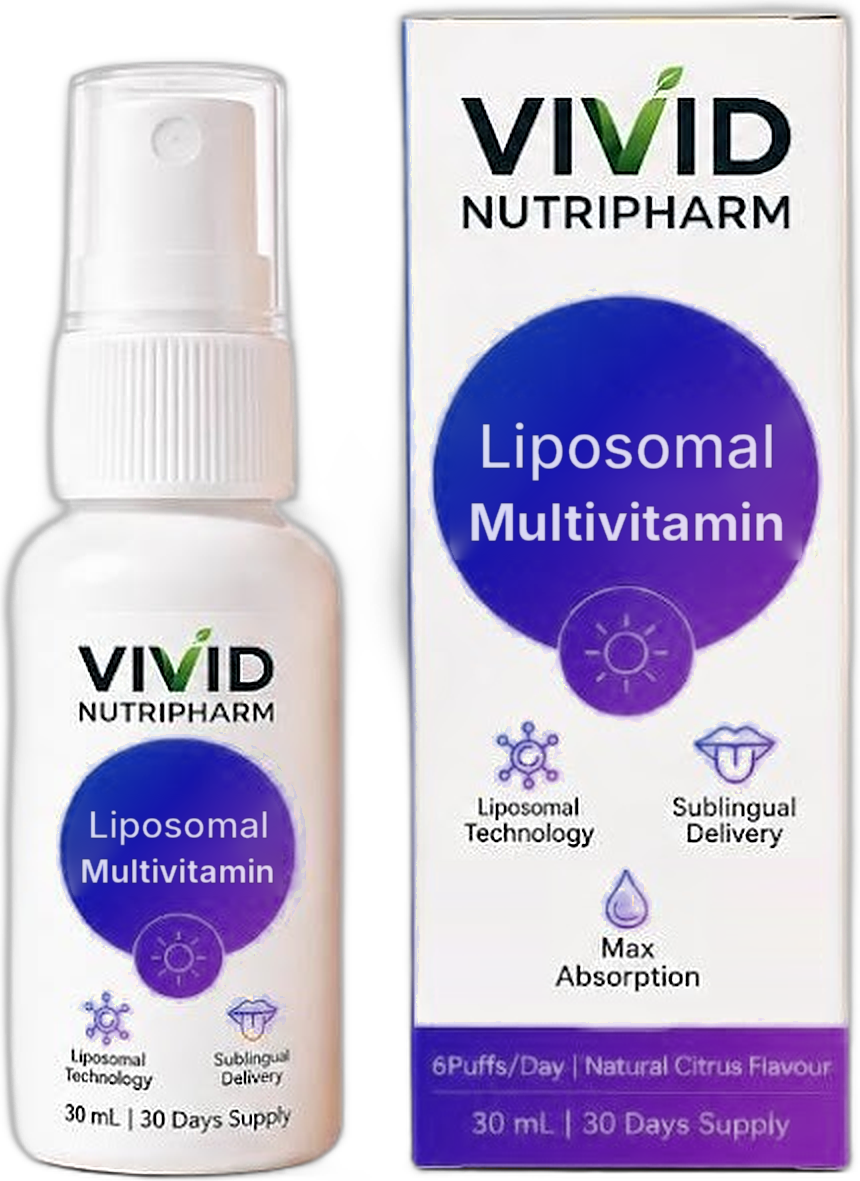 VIVID
NUTRIPHARM
Liposomal
Multivitamin
Liposomal
Technology
Sublingual
Delivery
30 mL | 30 Days Supply
VIVID
NUTRIPHARM
Liposomal
Multivitamin
Liposomal
Technology
Sublingual
Delivery
Max
Absorption
6Puffs/Day | Natural Citrus Flavour
30 mL | 30 Days Supply